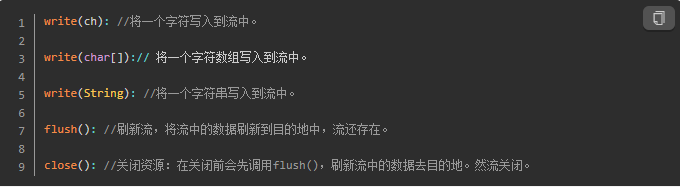 1 write(ch): //将一个字符写入到流中。
2
3 write(char[]):// 将一个字符数组写入到流中。
4
5 write(String): //将一个字符串写入到流中。
6
7 flush(): //刷新流，将流中的数据刷新到目的地中，流还存在。
8
9 close(): //关闭资源：在关闭前会先调用flush()，刷新流中的数据去目的地。然流关闭。